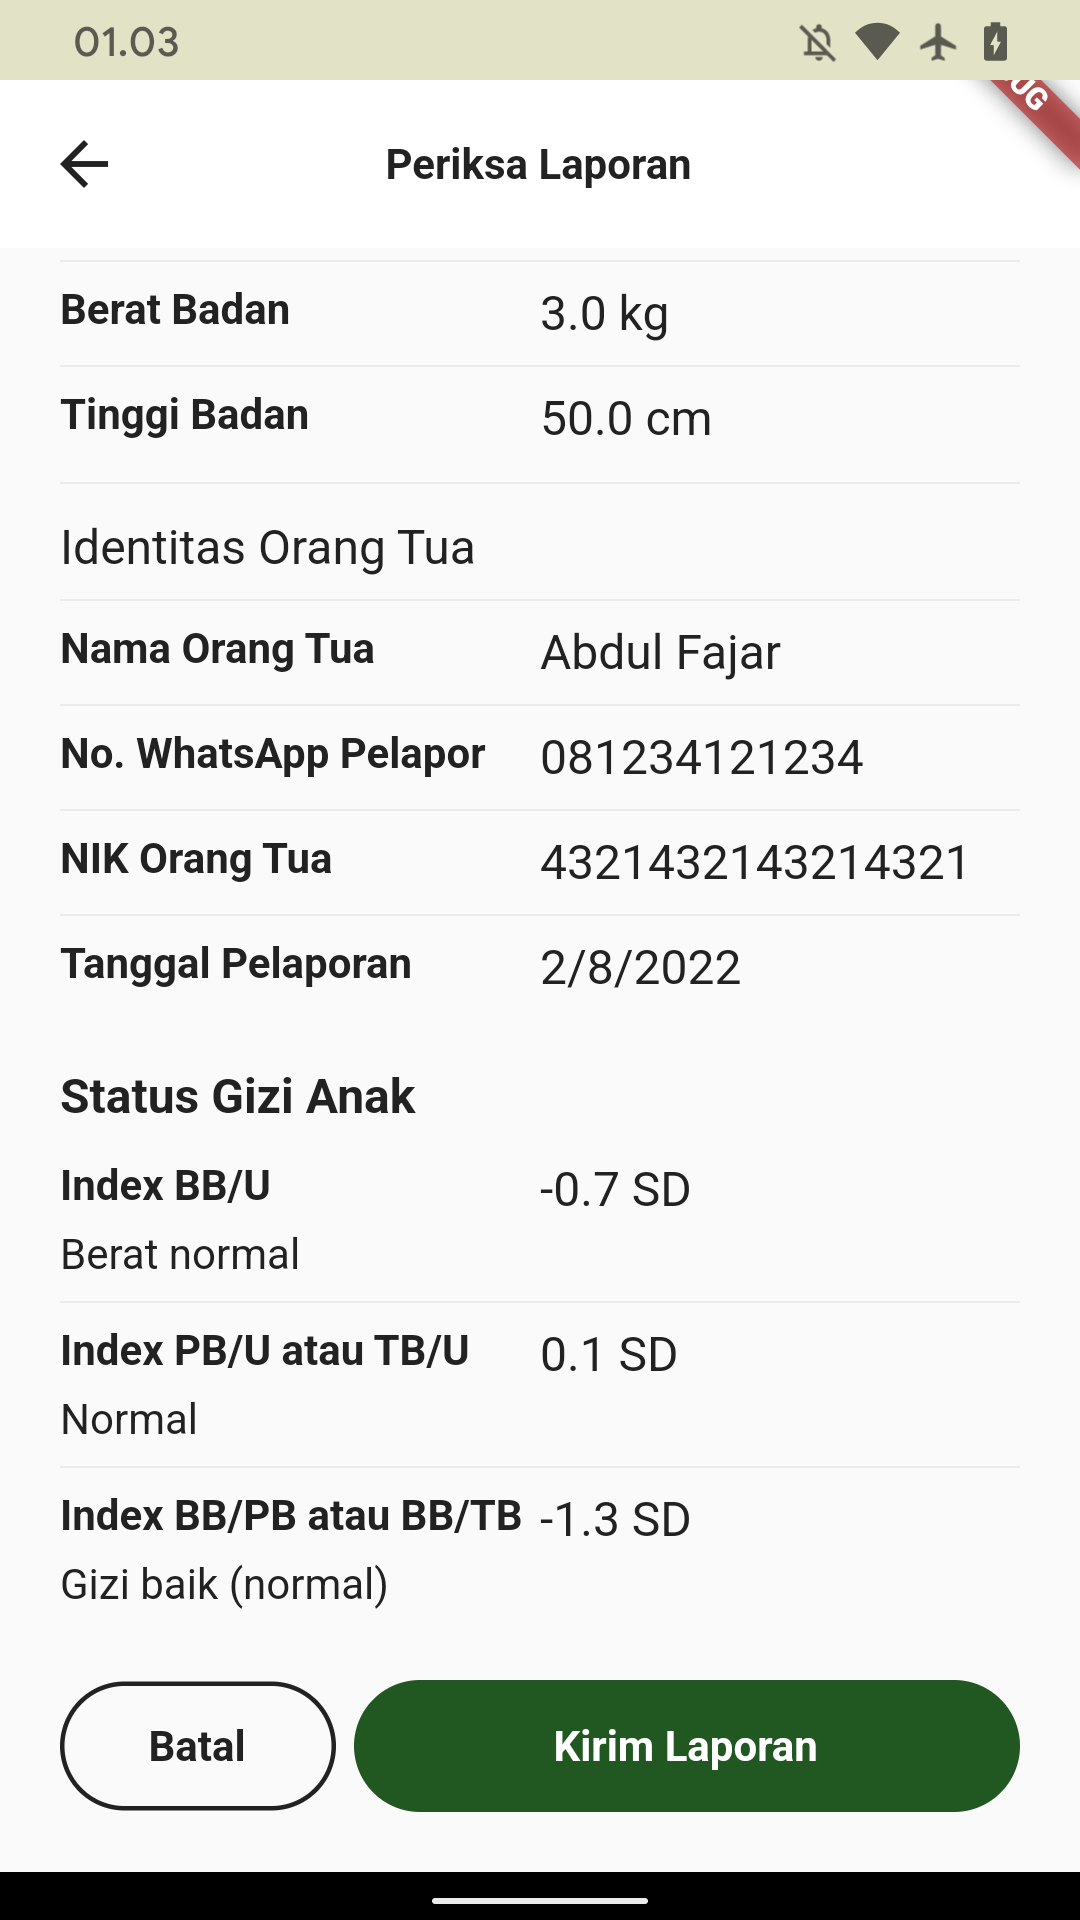 01.03
UG
Periksa Laporan
Berat Badan 3.0 kg
Tinggi Badan 50.0 cm
Identitas Orang Tua
Nama Orang Tua Abdul Fajar
No. WhatsApp Pelapor 081234121234
NIK Orang Tua 4321432143214321
Tanggal Pelaporan 2/8/2022
Status Gizi Anak
Index BB/U -0.7 SD
Berat normal
Index PB/U atau TB/U 0.1 SD
Normal
Index BB/PB atau BB/TB -1.3 SD
Gizi baik (normal)
Batal Kirim Laporan